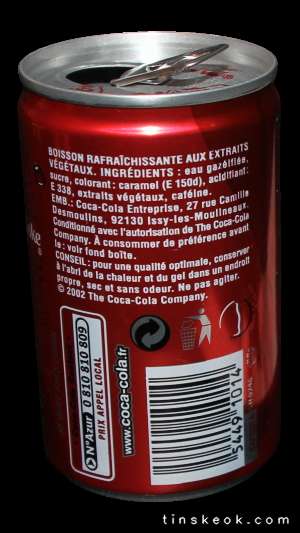 BOISSON RAFRAÎCHISSANTE AUX EXTRAITS
VÉGÉTAUX. INGRÉDIENTS : eau gazéifiée,
sucre, colorant : caramel (E 150d), acidifiant :
E 338, extraits végétaux, caféine.
EMB.: Coca-Cola Entreprise, 27 rue Camille
Desmoulins, 92130 Issy-les-Moulineaux.
Conditionné avec l'autorisation de The Coca-Cola
Company. À consommer de préférence avant
le : voir fond boîte.
CONSEIL : pour une qualité optimale, conserver
à l'abri de la chaleur et du gel dans un endroit
propre, sec et sans odeur. Ne pas agiter.
© 2002 The Coca-Cola Company.
N°Azur 0 810 810 809
PRIX APPEL LOCAL
www.coca-cola.fr
5449 2014
tinskeok.com